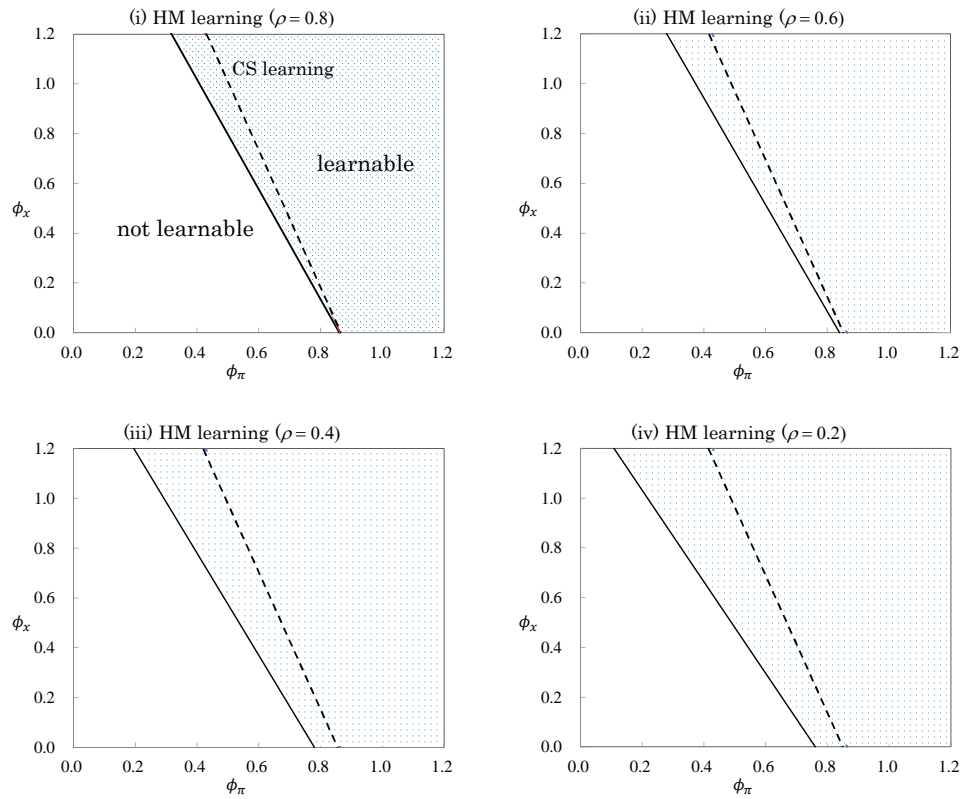 (i) HM learning (ρ = 0.8)
1.2
1.0
0.8
0.6
0.4
0.2
0.0
ϕx
CS learning
learnable
not learnable
0.0 0.2 0.4 0.6 0.8 1.0 1.2
ϕπ
(ii) HM learning (ρ = 0.6)
1.2
1.0
0.8
0.6
0.4
0.2
0.0
ϕx
0.0 0.2 0.4 0.6 0.8 1.0 1.2
ϕπ
(iii) HM learning (ρ = 0.4)
1.2
1.0
0.8
0.6
0.4
0.2
0.0
ϕx
0.0 0.2 0.4 0.6 0.8 1.0 1.2
ϕπ
(iv) HM learning (ρ = 0.2)
1.2
1.0
0.8
0.6
0.4
0.2
0.0
ϕx
0.0 0.2 0.4 0.6 0.8 1.0 1.2
ϕπ